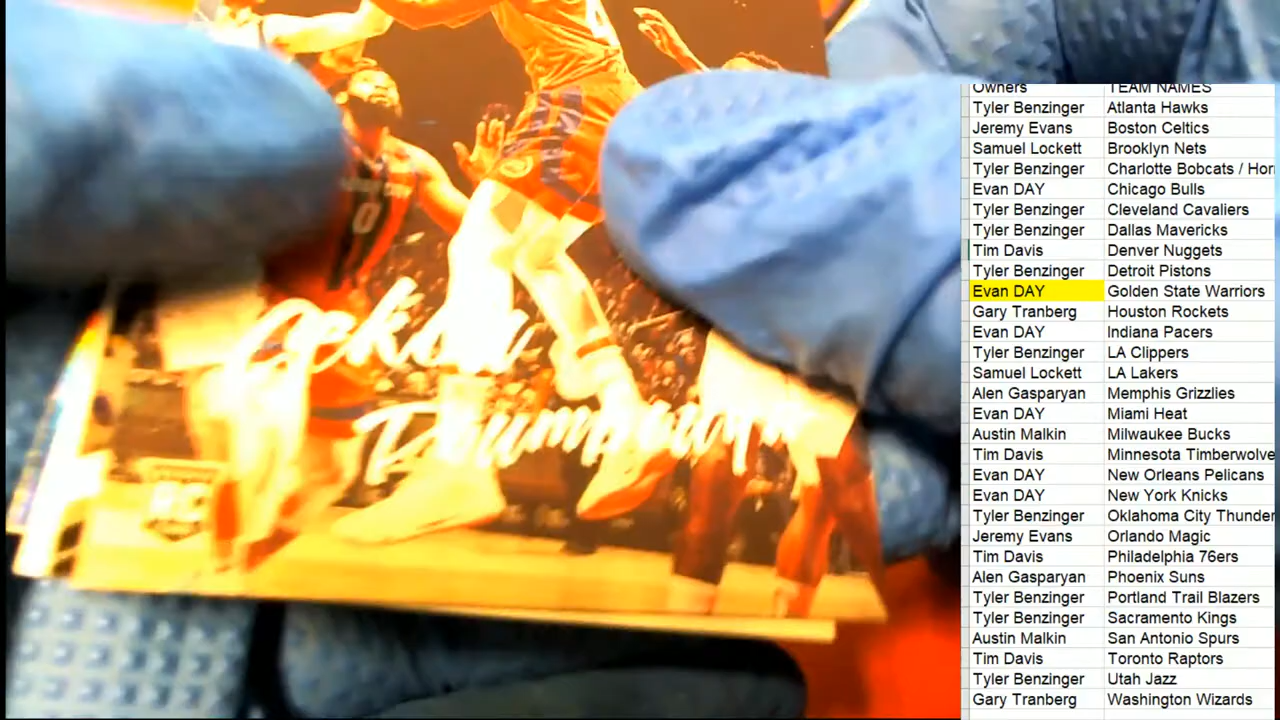 Sekou
Doumbouya
0
Owners TEAM NAMES
Tyler Benzinger Atlanta Hawks
Jeremy Evans Boston Celtics
Samuel Lockett Brooklyn Nets
Tyler Benzinger Charlotte Bobcats / Hor
Evan DAY Chicago Bulls
Tyler Benzinger Cleveland Cavaliers
Tyler Benzinger Dallas Mavericks
Tim Davis Denver Nuggets
Tyler Benzinger Detroit Pistons
Evan DAY Golden State Warriors
Gary Tranberg Houston Rockets
Evan DAY Indiana Pacers
Tyler Benzinger LA Clippers
Samuel Lockett LA Lakers
Alen Gasparyan Memphis Grizzlies
Evan DAY Miami Heat
Austin Malkin Milwaukee Bucks
Tim Davis Minnesota Timberwolve
Evan DAY New Orleans Pelicans
Evan DAY New York Knicks
Tyler Benzinger Oklahoma City Thunder
Jeremy Evans Orlando Magic
Tim Davis Philadelphia 76ers
Alen Gasparyan Phoenix Suns
Tyler Benzinger Portland Trail Blazers
Tyler Benzinger Sacramento Kings
Austin Malkin San Antonio Spurs
Tim Davis Toronto Raptors
Tyler Benzinger Utah Jazz
Gary Tranberg Washington Wizards